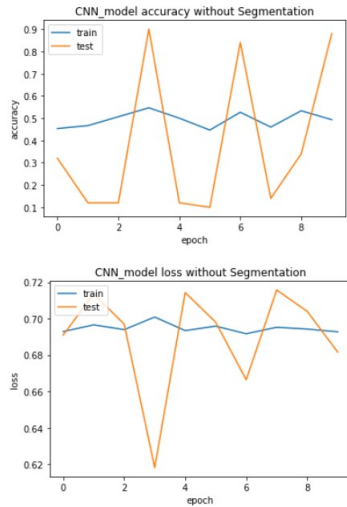 CNN_model accuracy without Segmentation
train
test
0.9
0.8
0.7
0.6
0.5
0.4
0.3
0.2
0.1
accuracy
0 2 4 6 8
epoch
CNN_model loss without Segmentation
train
test
0.72
0.70
0.68
0.66
0.64
0.62
loss
0 2 4 6 8
epoch